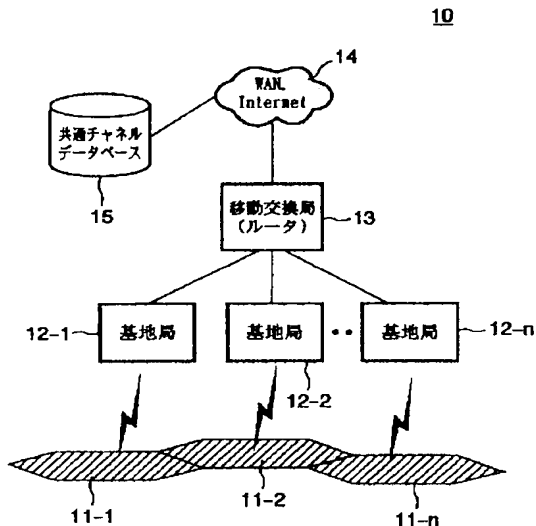 10
14
WAN,
Internet
共通チャネル
データベース
15
移動交換局
(ルータ)
13
12-1
基地局
基地局
・・
基地局
12-n
12-2
11-1
11-2
11-n